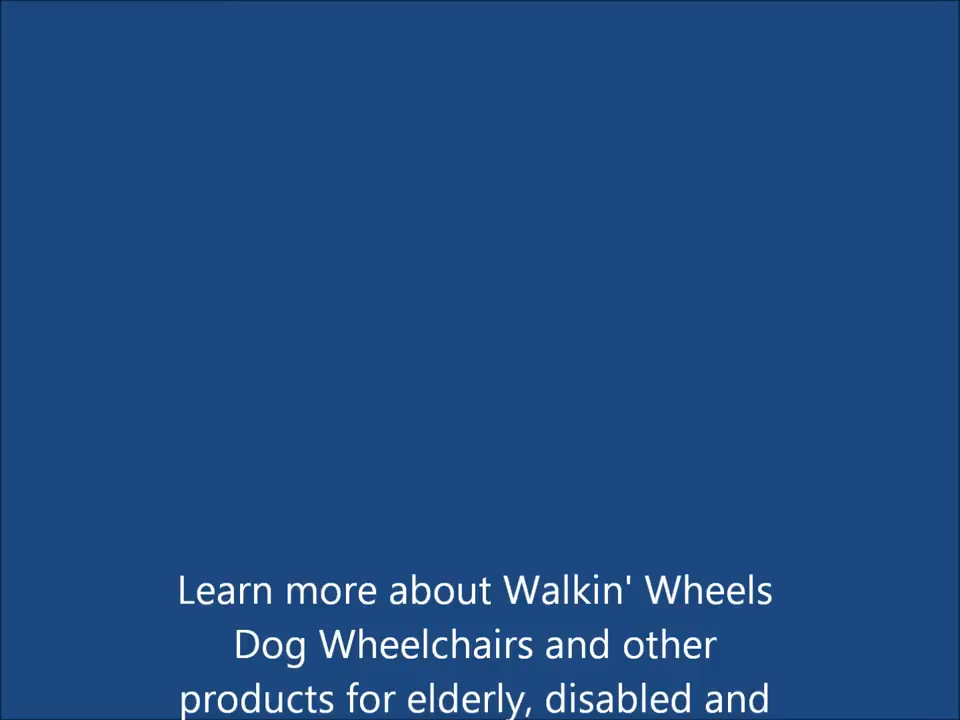 Learn more about Walkin' Wheels
Dog Wheelchairs and other
products for elderly, disabled and